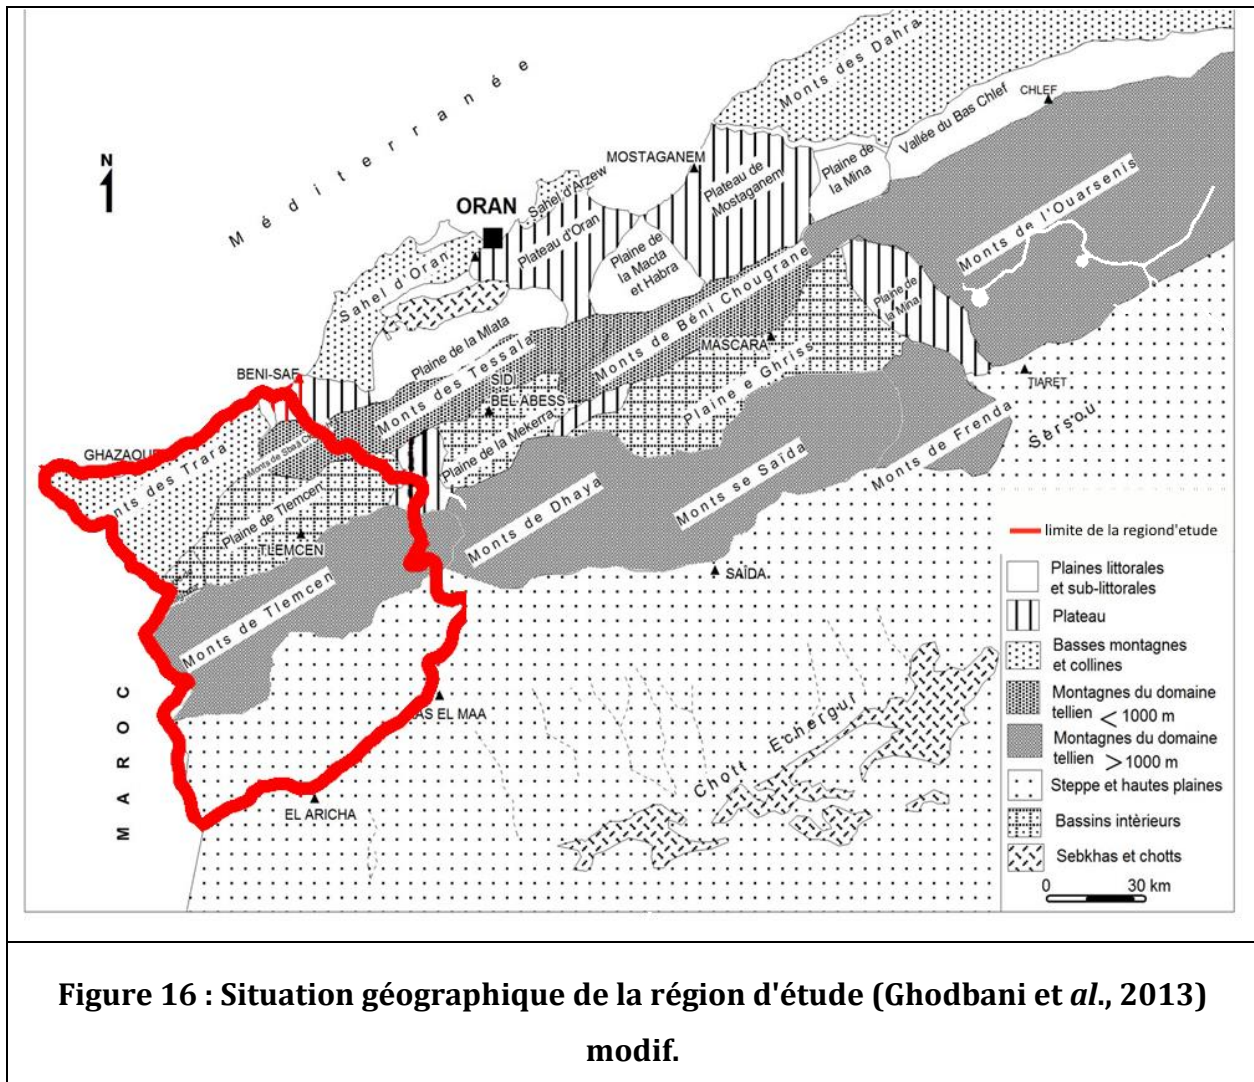 Méditerranée
N
Monts des Dahra
CHLEF
Vallée du Bas Chlef
MOSTAGANEM
Plateau de
Mostaganem
Plaine de
la Mina
Sahel d'Arzew
ORAN
Plateau d'Oran
Sahel d'Oran
Plaine de
la Macta
et Habra
Monts de l'Ouarsenis
Plaine de la Mlata
Monts des Tessala
Monts de Béni Chougrane
Plaine de
la Mina
MASCARA
BENI-SAF
SIDI
BEL ABESS
Plaine e Ghriss
TIARET
Plaine de la Mekerra
Monts de Frenda
Sersou
GHAZAOUE
nts des Trara
Monts de Sbaa
Plaine de Tlemcen
TLEMCEN
Monts de Dhaya
Monts se Saïda
SAÏDA
Monts de Tlemcen
MAROC
AS EL MAA
EL ARICHA
Chott Echergui
limite de la regiond'etude
Plaines littorales
et sub-littorales
Plateau
Basses montagnes
et collines
Montagnes du domaine
tellien < 1000 m
Montagnes du domaine
tellien > 1000 m
Steppe et hautes plaines
Bassins intèrieurs
Sebkhas et chotts
0 30 km
Figure 16 : Situation géographique de la région d'étude (Ghodbani et al., 2013)
modif.